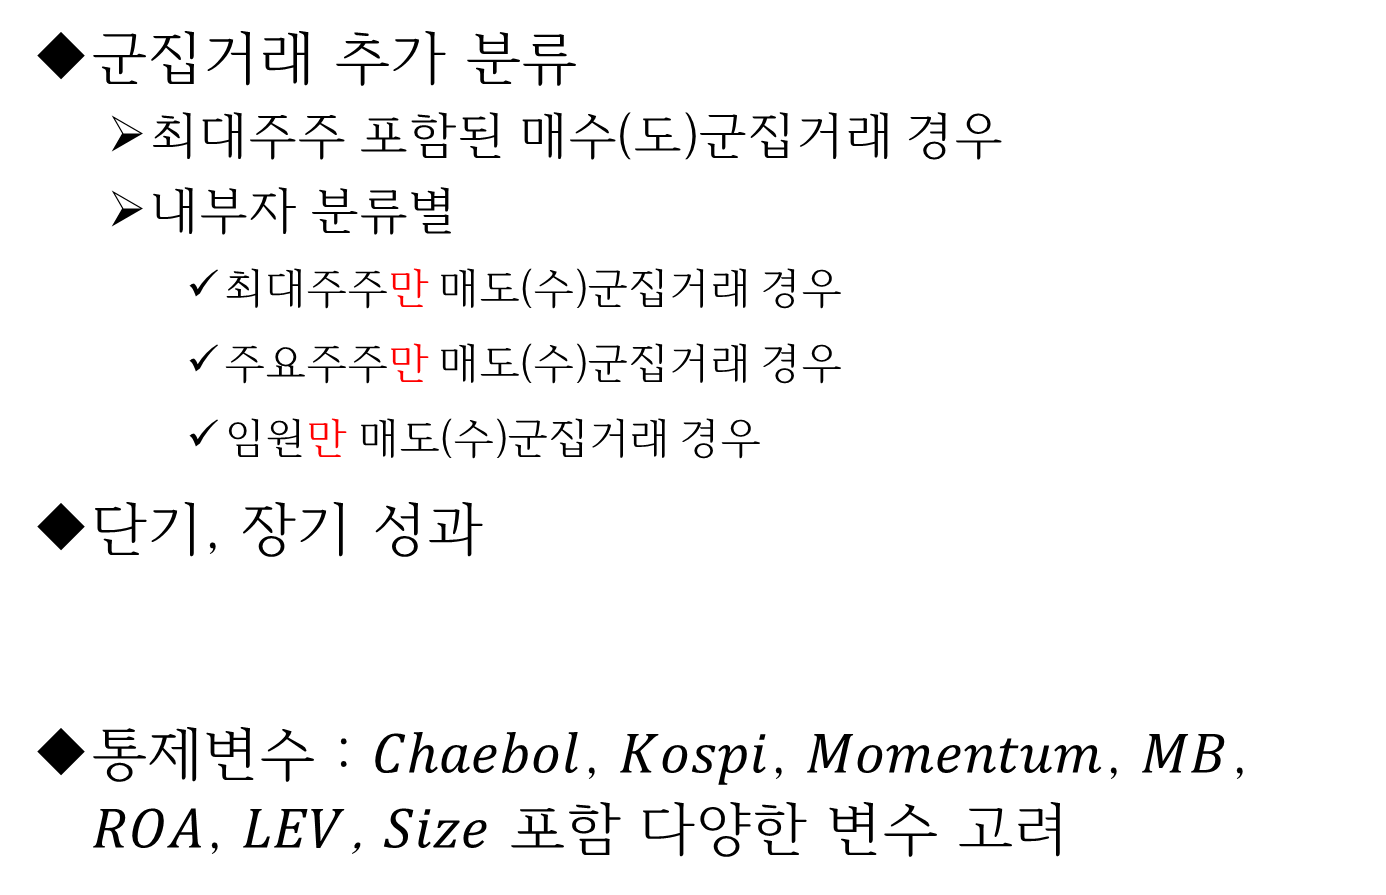 ◆군집거래 추가 분류
➢최대주주 포함된 매수(도)군집거래 경우
➢내부자 분류별
✓최대주주만 매도(수)군집거래 경우
✓주요주주만 매도(수)군집거래 경우
✓임원만 매도(수)군집거래 경우
◆단기, 장기 성과
◆통제변수 : Chaebol, Kospi, Momentum, MB,
ROA, LEV, Size 포함 다양한 변수 고려